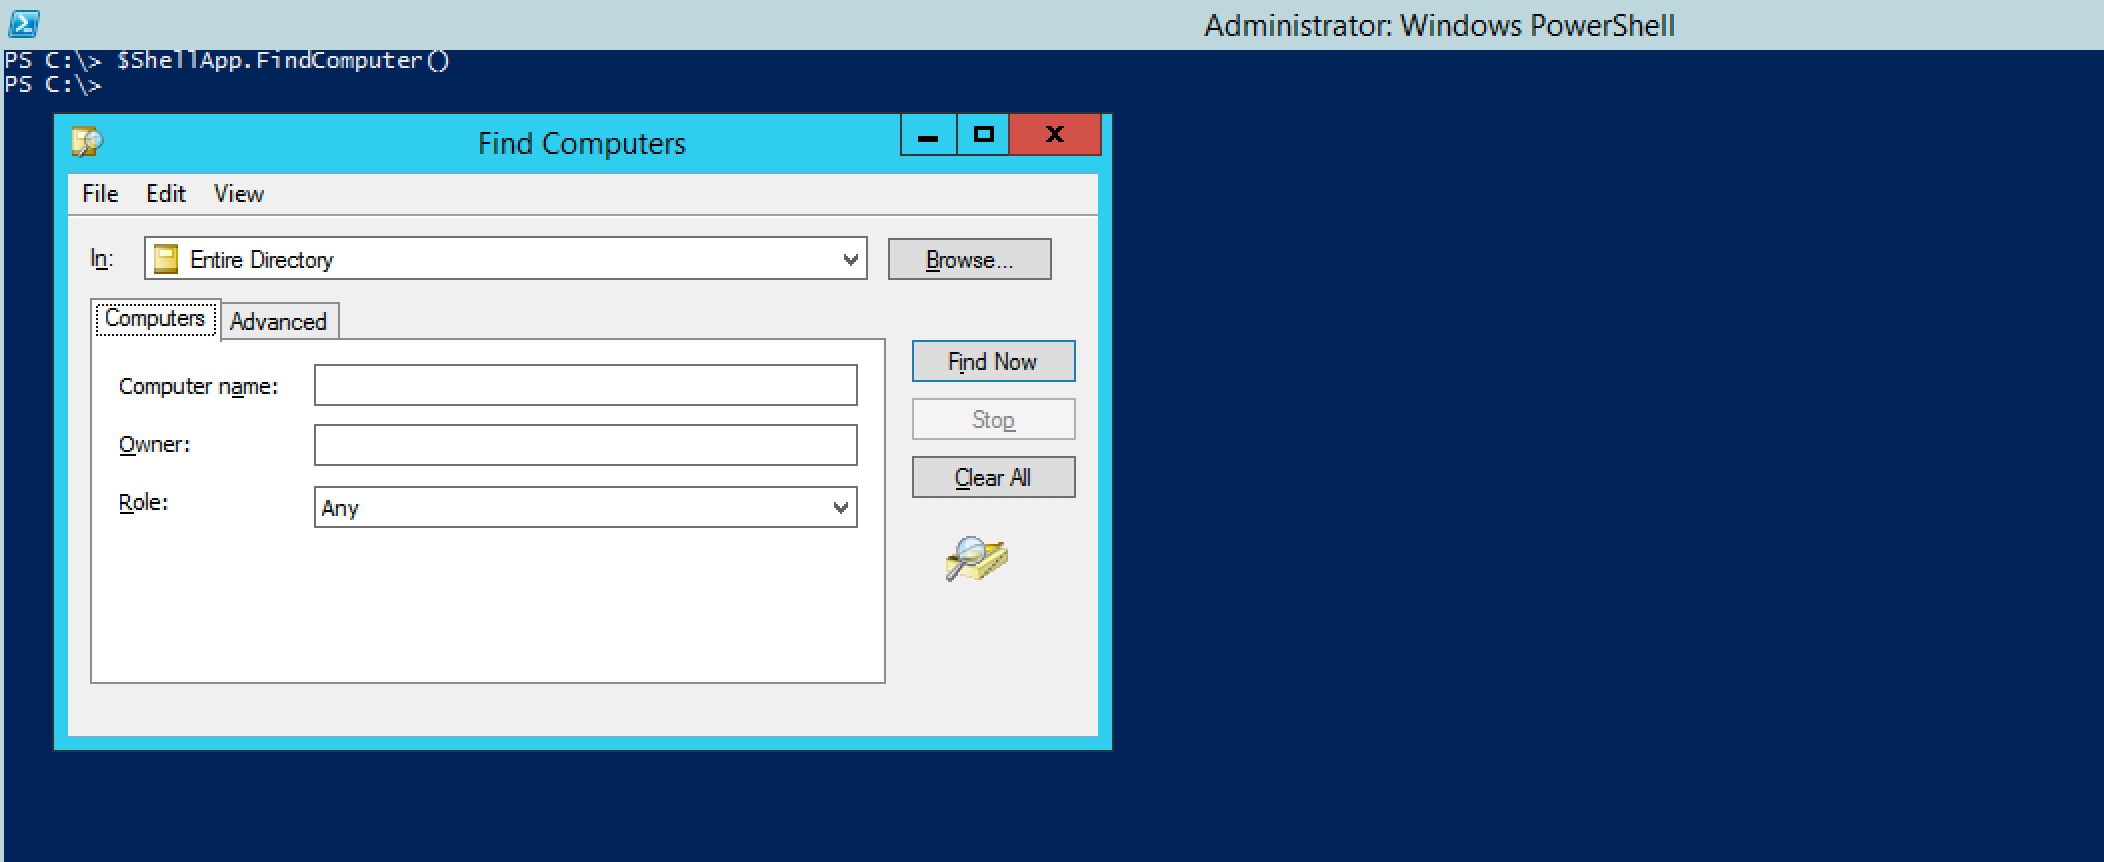 Administrator: Windows PowerShell
PS C:\> $ShellApp.FindComputer()
PS C:\>
Find Computers
File Edit View
In: Entire Directory Browse...
Computers Advanced
Computer name: Find Now
Owner: Stop
Role: Any Clear All